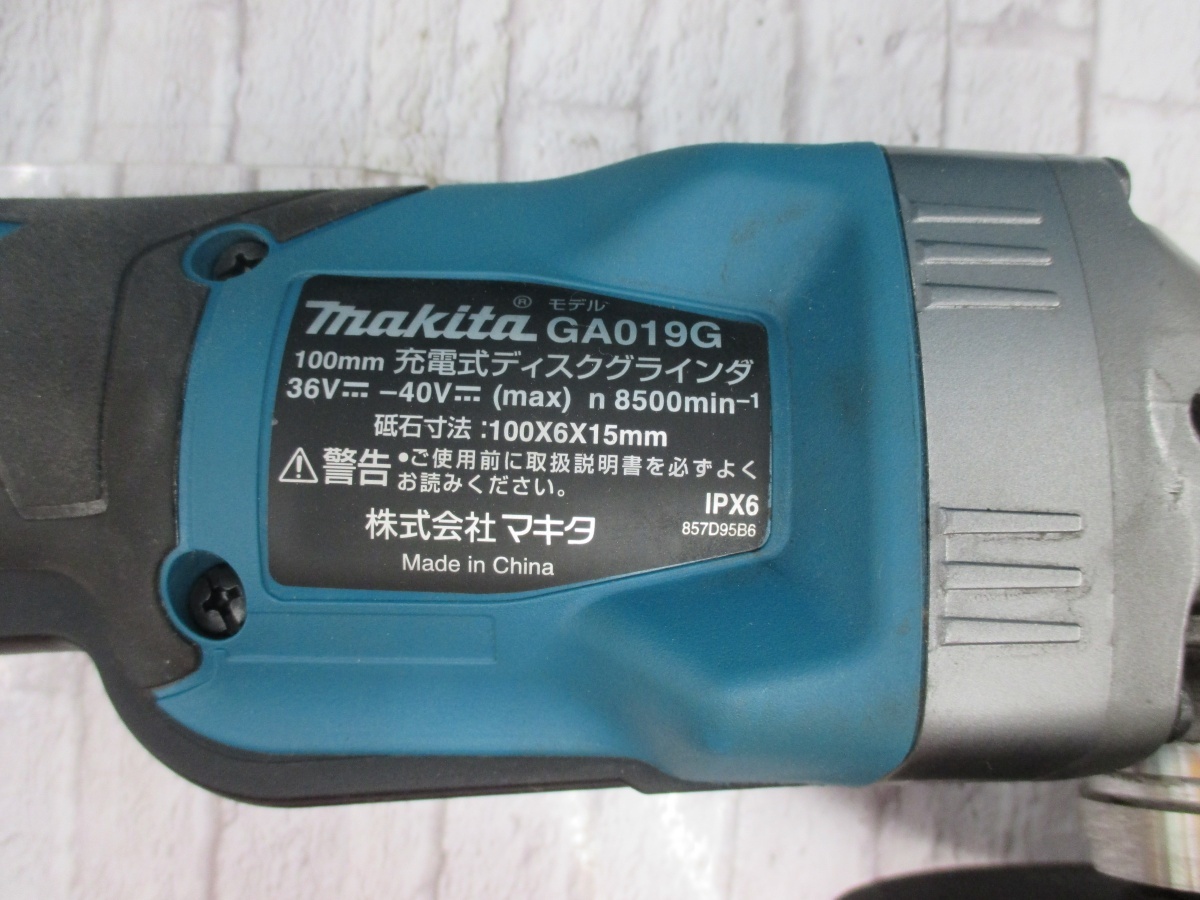 makita® モデル GA019G
100mm 充電式ディスクグラインダ
36V⎓ -40V⎓ (max) n 8500min-1
砥石寸法：100X6X15mm
⚠警告 •ご使用前に取扱説明書を必ずよく
お読みください。
IPX6
株式会社 マキタ 857D95B6
Made in China